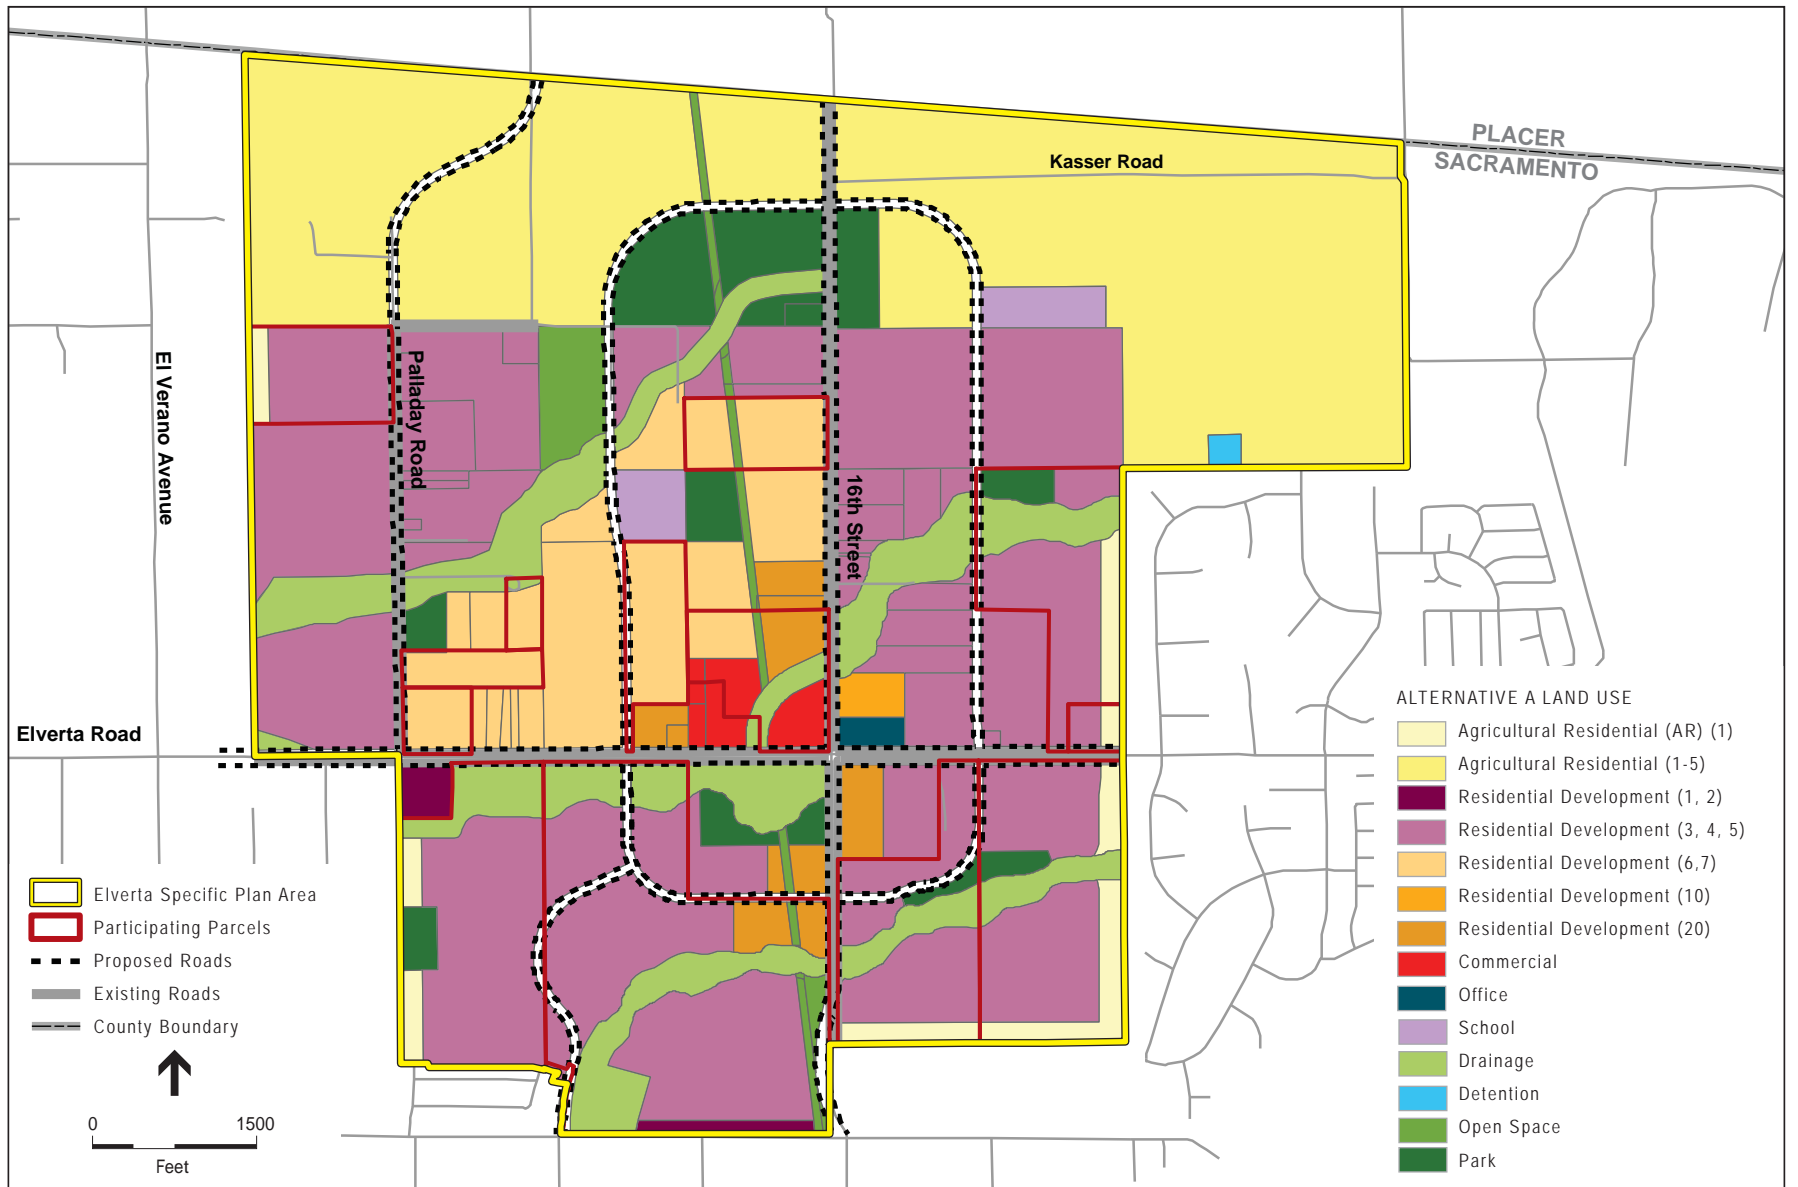 PLACER
SACRAMENTO
Kasser Road
El Verano Avenue
Palladay Road
16th Street
Elverta Road
Elverta Specific Plan Area
Participating Parcels
Proposed Roads
Existing Roads
County Boundary
0 1500
Feet
ALTERNATIVE A LAND USE
Agricultural Residential (AR) (1)
Agricultural Residential (1-5)
Residential Development (1, 2)
Residential Development (3, 4, 5)
Residential Development (6,7)
Residential Development (10)
Residential Development (20)
Commercial
Office
School
Drainage
Detention
Open Space
Park